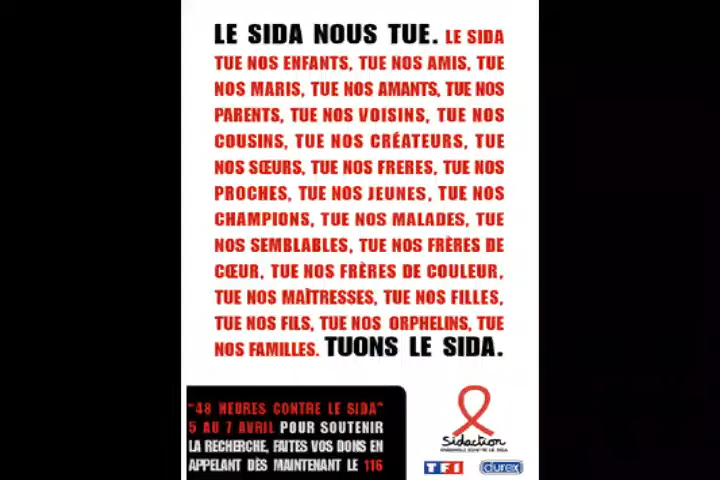 LE SIDA NOUS TUE. LE SIDA
TUE NOS ENFANTS, TUE NOS AMIS, TUE
NOS MARIS, TUE NOS AMANTS, TUE NOS
PARENTS, TUE NOS VOISINS, TUE NOS
COUSINS, TUE NOS CRÉATEURS, TUE
NOS SŒURS, TUE NOS FRERES, TUE NOS
PROCHES, TUE NOS JEUNES, TUE NOS
CHAMPIONS, TUE NOS MALADES, TUE
NOS SEMBLABLES, TUE NOS FRÈRES DE
CŒUR, TUE NOS FRÈRES DE COULEUR,
TUE NOS MAÎTRESSES, TUE NOS FILLES,
TUE NOS FILS, TUE NOS ORPHELINS, TUE
NOS FAMILLES. TUONS LE SIDA.
"48 HEURES CONTRE LE SIDA"
5 AU 7 AVRIL POUR SOUTENIR
LA RECHERCHE, FAITES VOS DONS EN
APPELANT DÈS MAINTENANT LE 116
Sidaction
ENSEMBLE CONTRE LE SIDA
TF1 durex